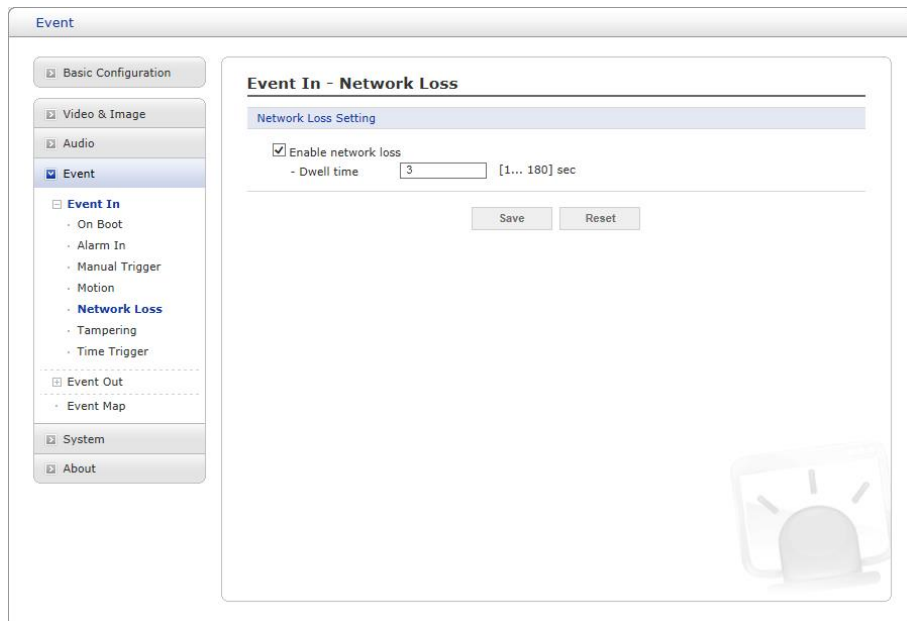 Event
Basic Configuration
Video & Image
Audio
Event
Event In
On Boot
Alarm In
Manual Trigger
Motion
Network Loss
Tampering
Time Trigger
Event Out
Event Map
System
About
Event In - Network Loss
Network Loss Setting
Enable network loss
- Dwell time 3 [1... 180] sec
Save Reset